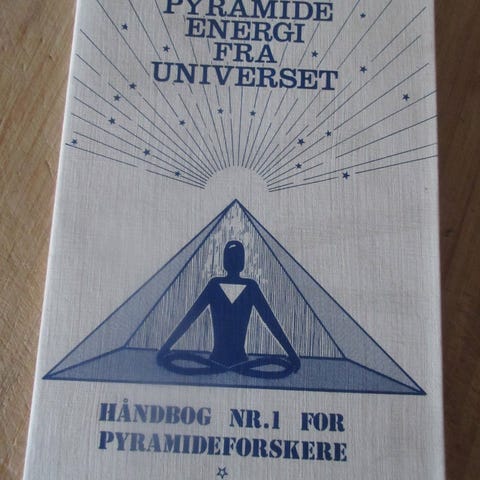 PYRAMIDE
ENERGI
FRA
UNIVERSET
HÅNDBOG NR.1 FOR
PYRAMIDEFORSKERE